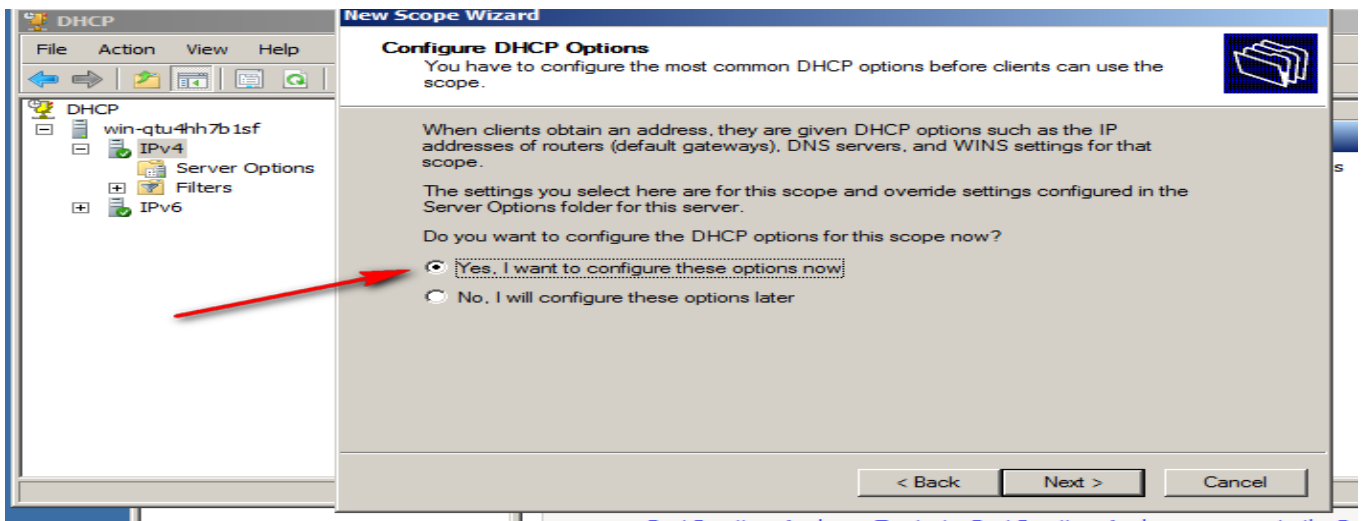 DHCP
File Action View Help
DHCP
win-qtu4hh7b1sf
IPv4
Server Options
Filters
IPv6
New Scope Wizard
Configure DHCP Options
You have to configure the most common DHCP options before clients can use the
scope.
When clients obtain an address, they are given DHCP options such as the IP
addresses of routers (default gateways), DNS servers, and WINS settings for that
scope.
The settings you select here are for this scope and override settings configured in the
Server Options folder for this server.
Do you want to configure the DHCP options for this scope now?
Yes, I want to configure these options now
No, I will configure these options later
< Back Next > Cancel
s